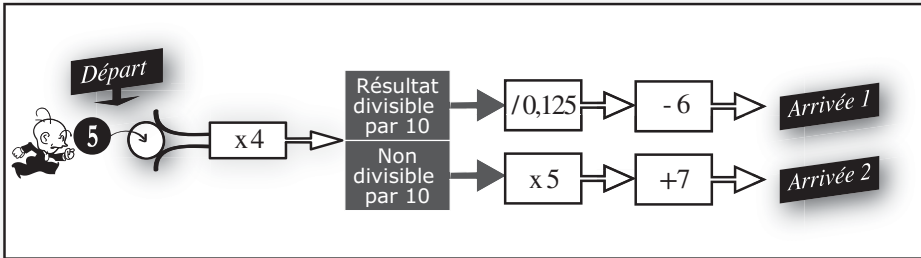 Départ
5
x 4
Résultat
divisible
par 10
/ 0,125
- 6
Arrivée 1
Non
divisible
par 10
x 5
+7
Arrivée 2